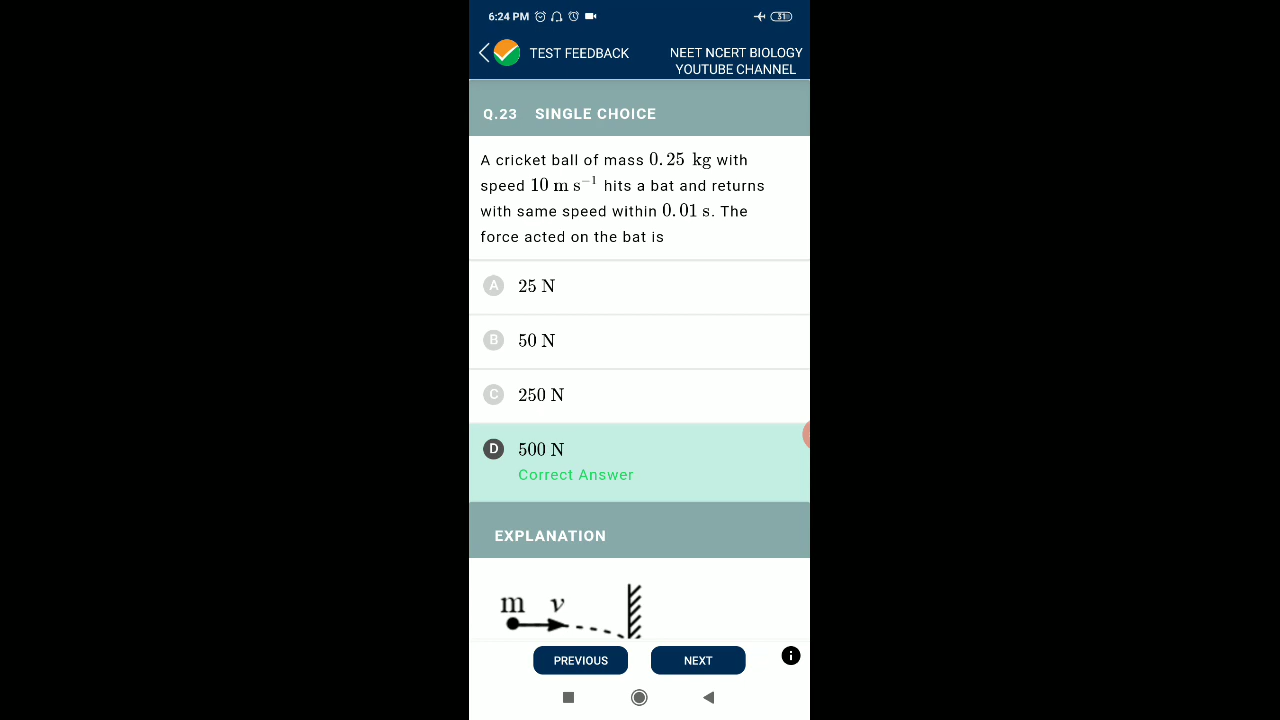 6:24 PM 31
TEST FEEDBACK
NEET NCERT BIOLOGY
YOUTUBE CHANNEL
Q.23 SINGLE CHOICE
A cricket ball of mass 0.25 kg with
speed 10 m s⁻¹ hits a bat and returns
with same speed within 0.01 s. The
force acted on the bat is
A 25 N
B 50 N
C 250 N
D 500 N
Correct Answer
EXPLANATION
m v
PREVIOUS NEXT i